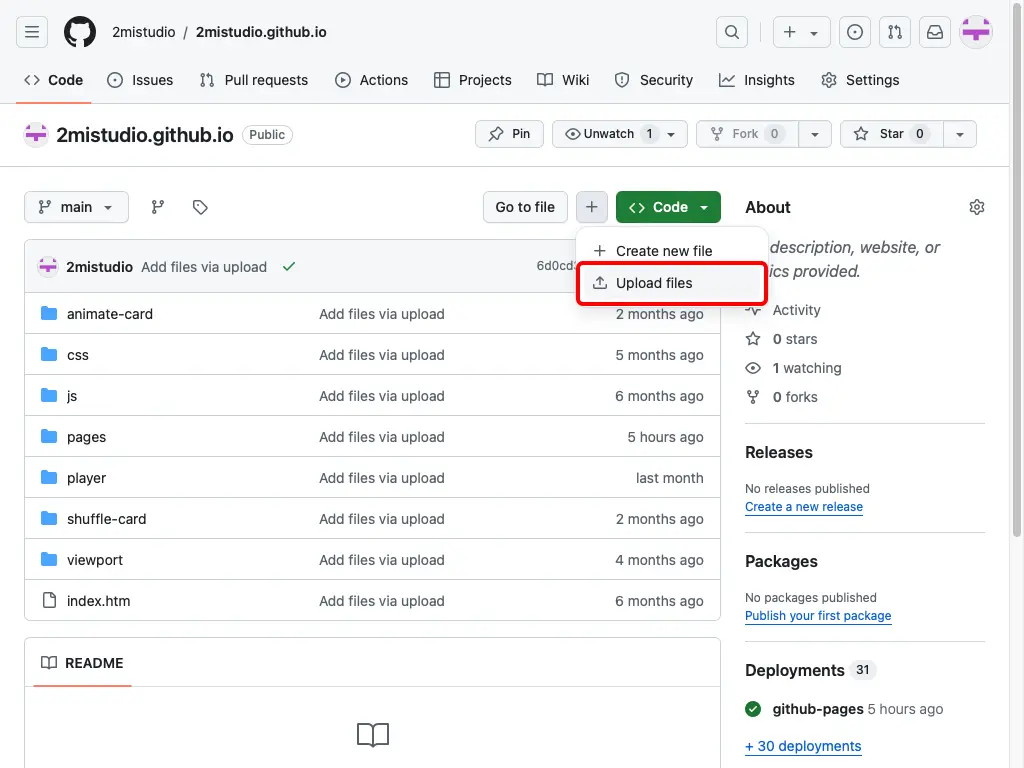 2mistudio / 2mistudio.github.io
Code Issues Pull requests Actions Projects Wiki Security Insights Settings
2mistudio.github.io Public Pin Unwatch 1 Fork 0 Star 0
main Go to file Code
Create new file
Upload files
2mistudio Add files via upload
animate-card Add files via upload 2 months ago
css Add files via upload 5 months ago
js Add files via upload 6 months ago
pages Add files via upload 5 hours ago
player Add files via upload last month
shuffle-card Add files via upload 2 months ago
viewport Add files via upload 4 months ago
index.htm Add files via upload 6 months ago
README
About
description, website, or
provided.
Activity
0 stars
1 watching
0 forks
Releases
No releases published
Create a new release
Packages
No packages published
Publish your first package
Deployments 31
github-pages 5 hours ago
+ 30 deployments